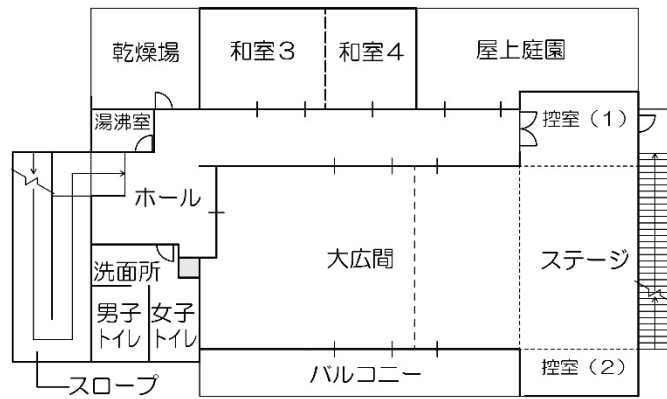 乾燥場
和室3
和室4
屋上庭園
湯沸室
控室(1)
ホール
大広間
ステージ
洗面所
男子
トイレ
女子
トイレ
バルコニー
控室(2)
スロープ